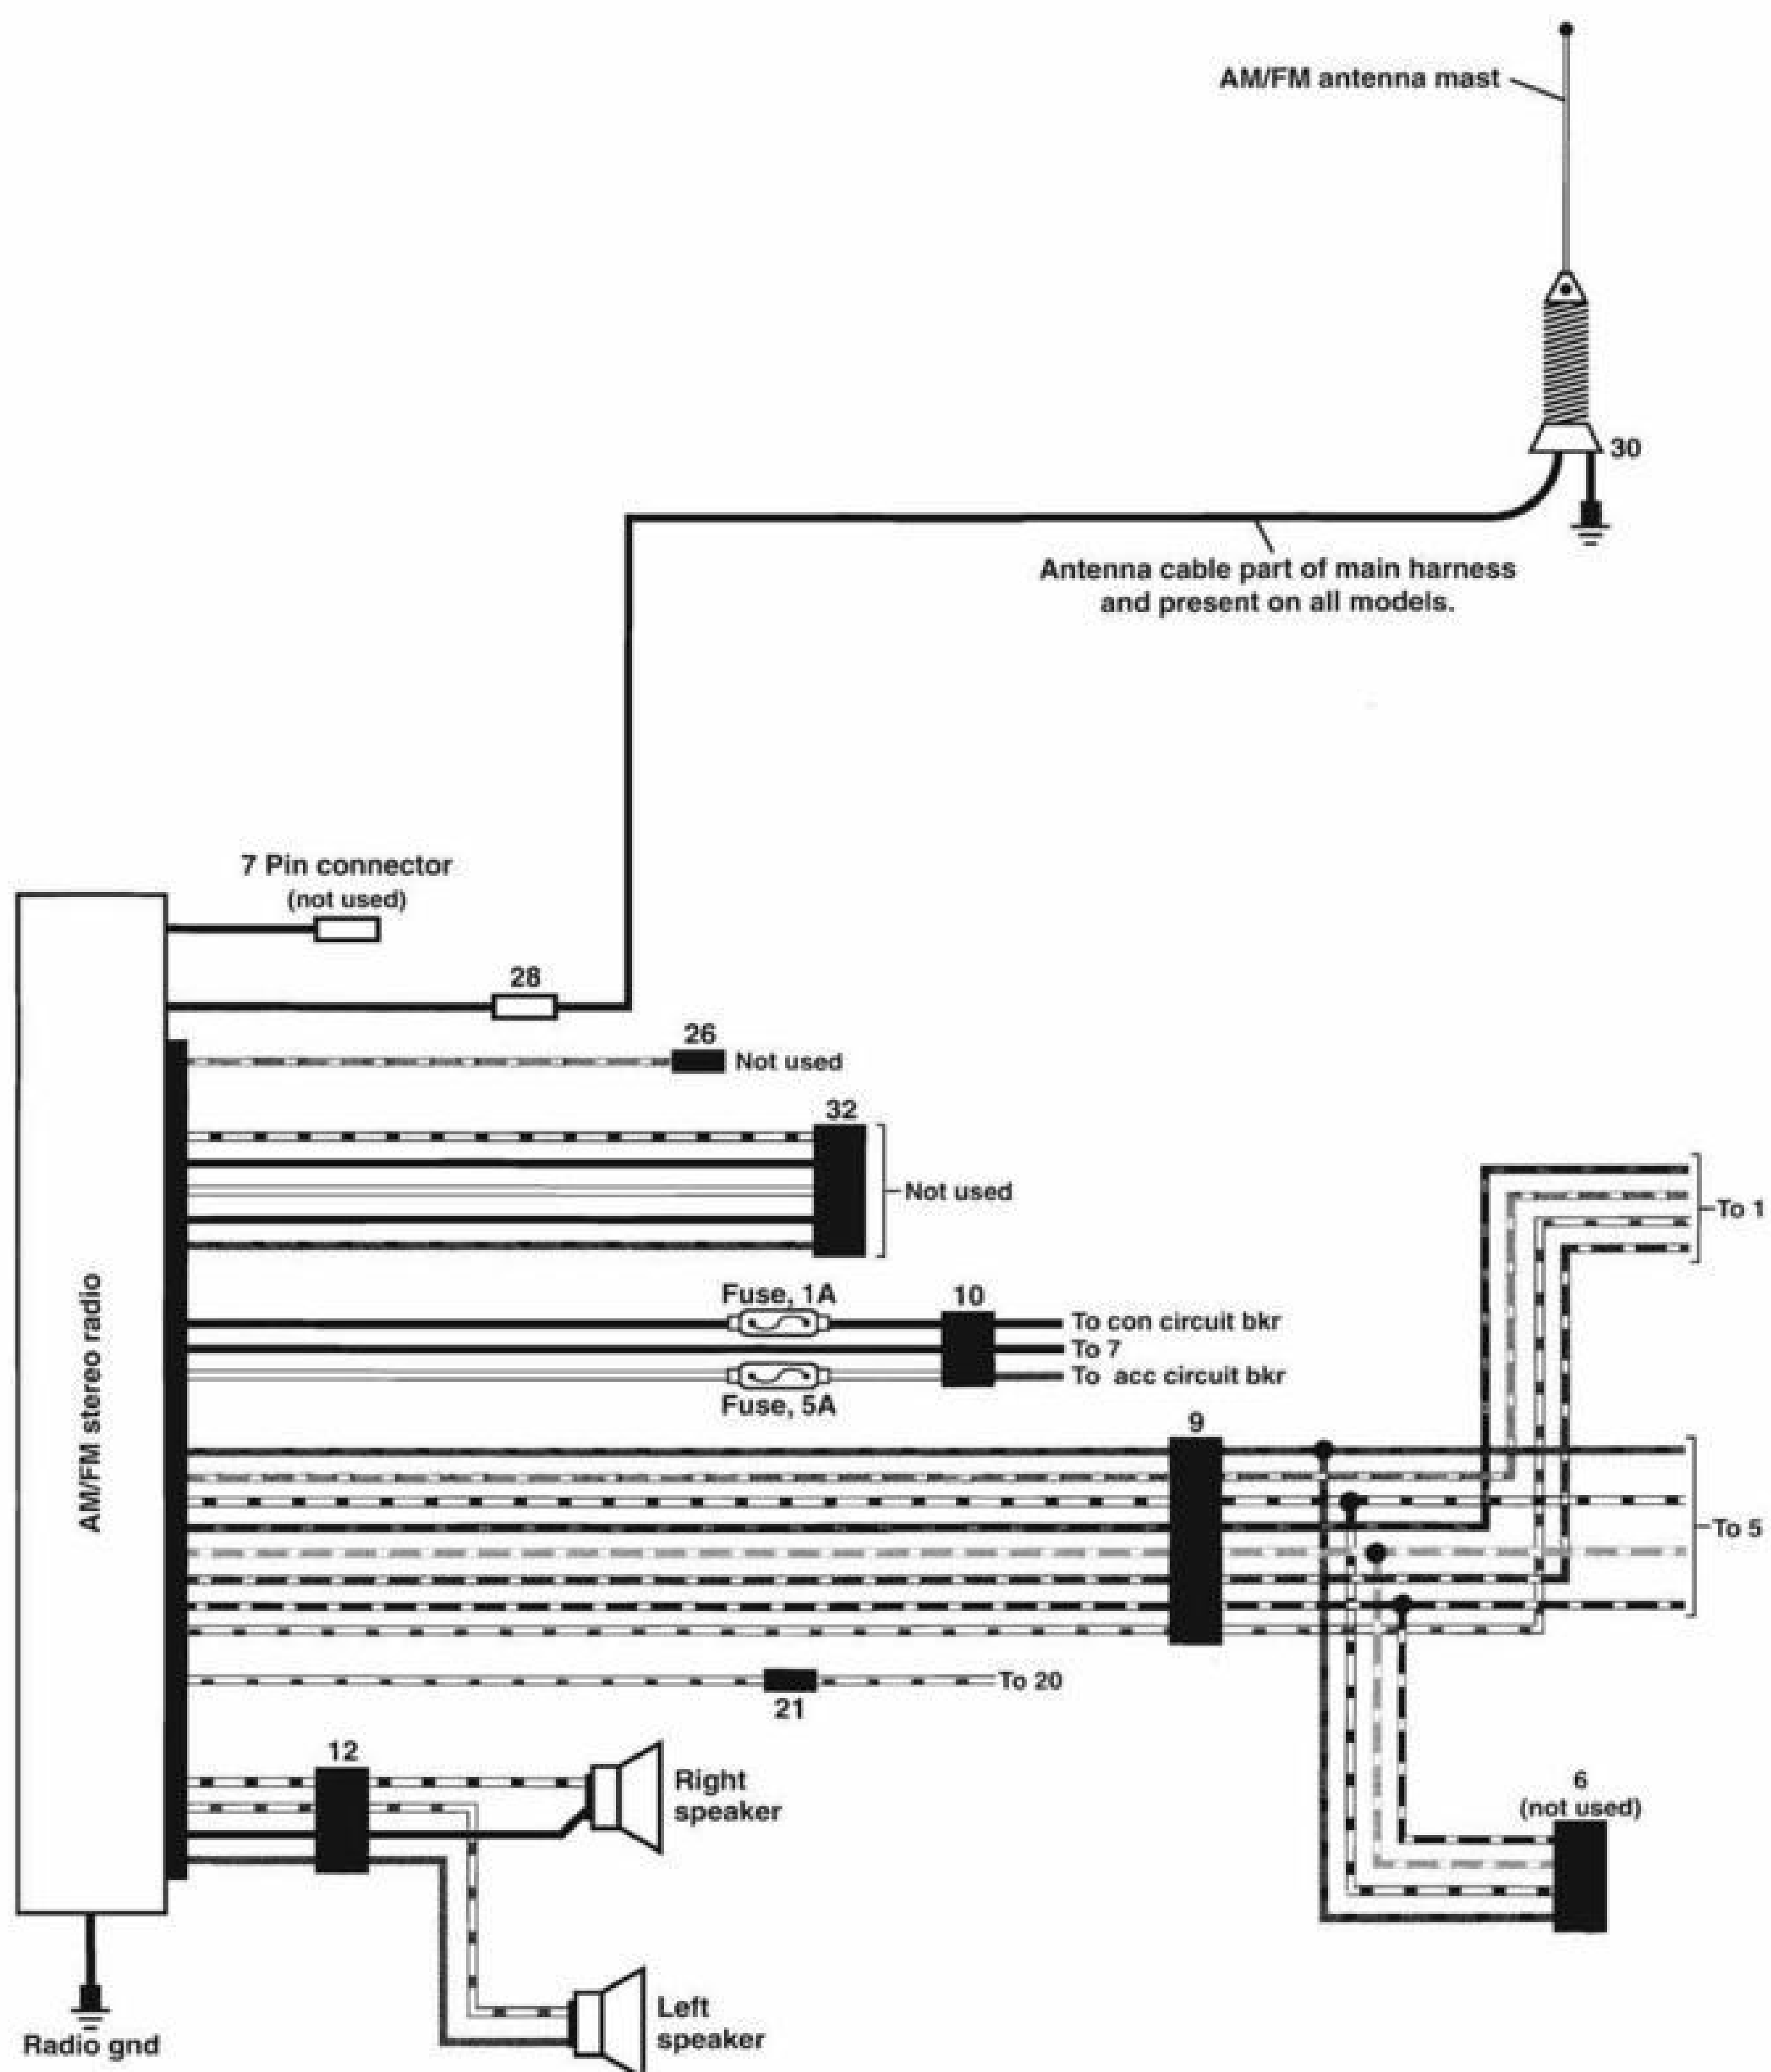 AM/FM antenna mast
30
Antenna cable part of main harness
and present on all models.
7 Pin connector
(not used)
28
26
Not used
32
Not used
To 1
Fuse, 1A
10
To con circuit bkr
To 7
To acc circuit bkr
Fuse, 5A
9
AM/FM stereo radio
To 5
To 20
21
12
Right
speaker
6
(not used)
Left
speaker
Radio gnd